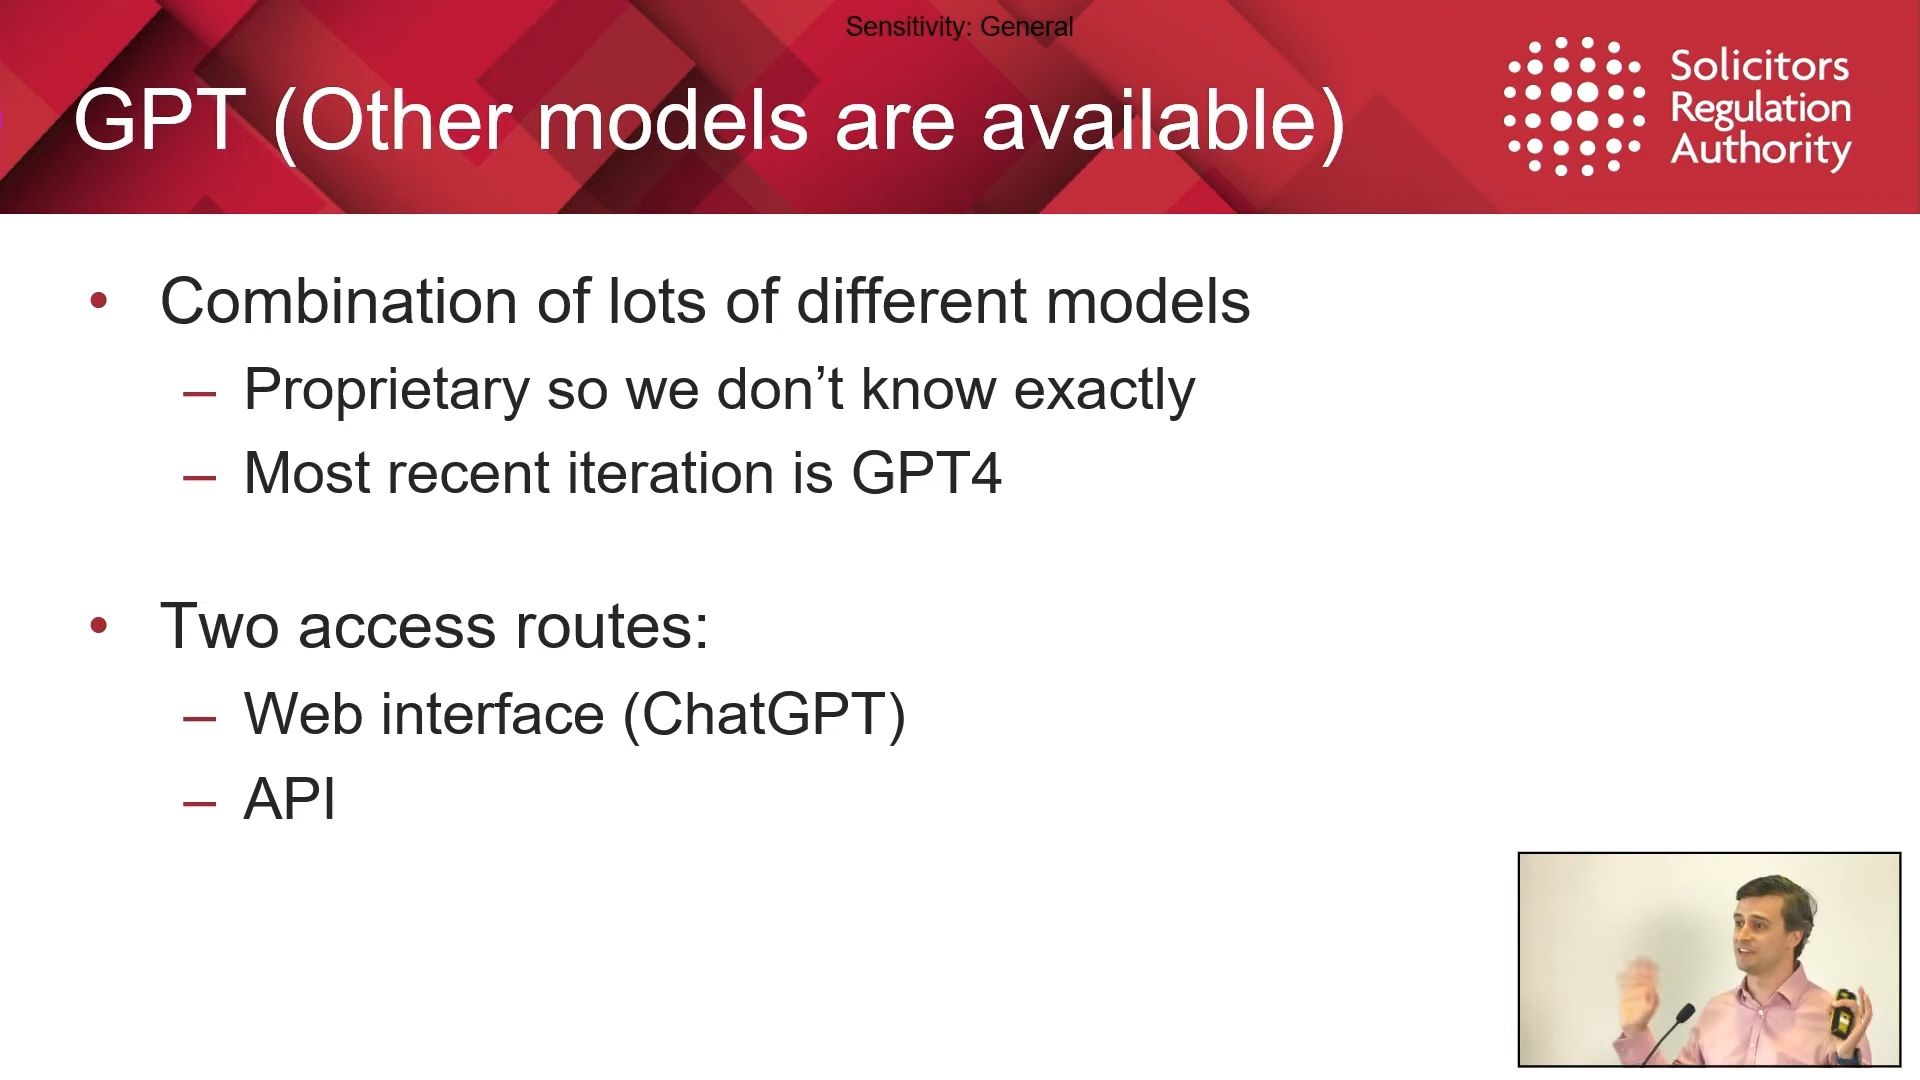 Sensitivity: General
GPT (Other models are available)
Solicitors
Regulation
Authority
• Combination of lots of different models
– Proprietary so we don’t know exactly
– Most recent iteration is GPT4
• Two access routes:
– Web interface (ChatGPT)
– API